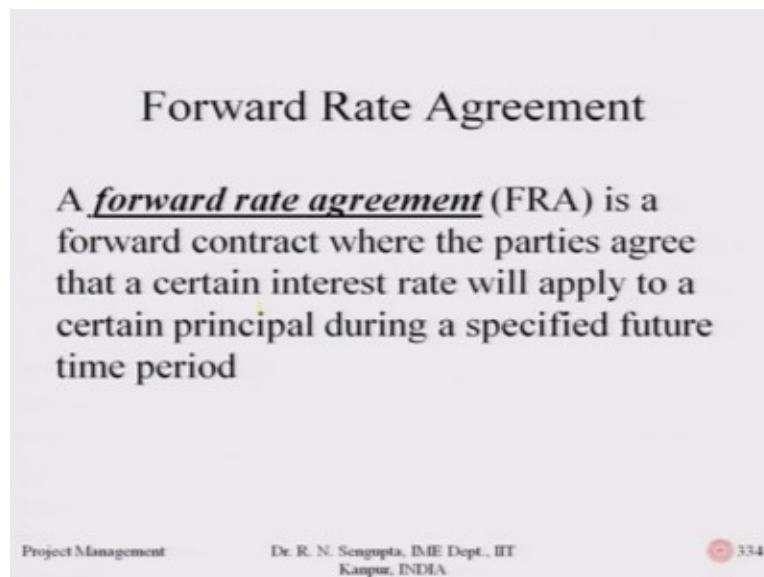 Forward Rate Agreement
A forward rate agreement (FRA) is a
forward contract where the parties agree
that a certain interest rate will apply to a
certain principal during a specified future
time period
Project Management
Dr. R. N. Sengupta, IME Dept., IIT
Kanpur, INDIA
334